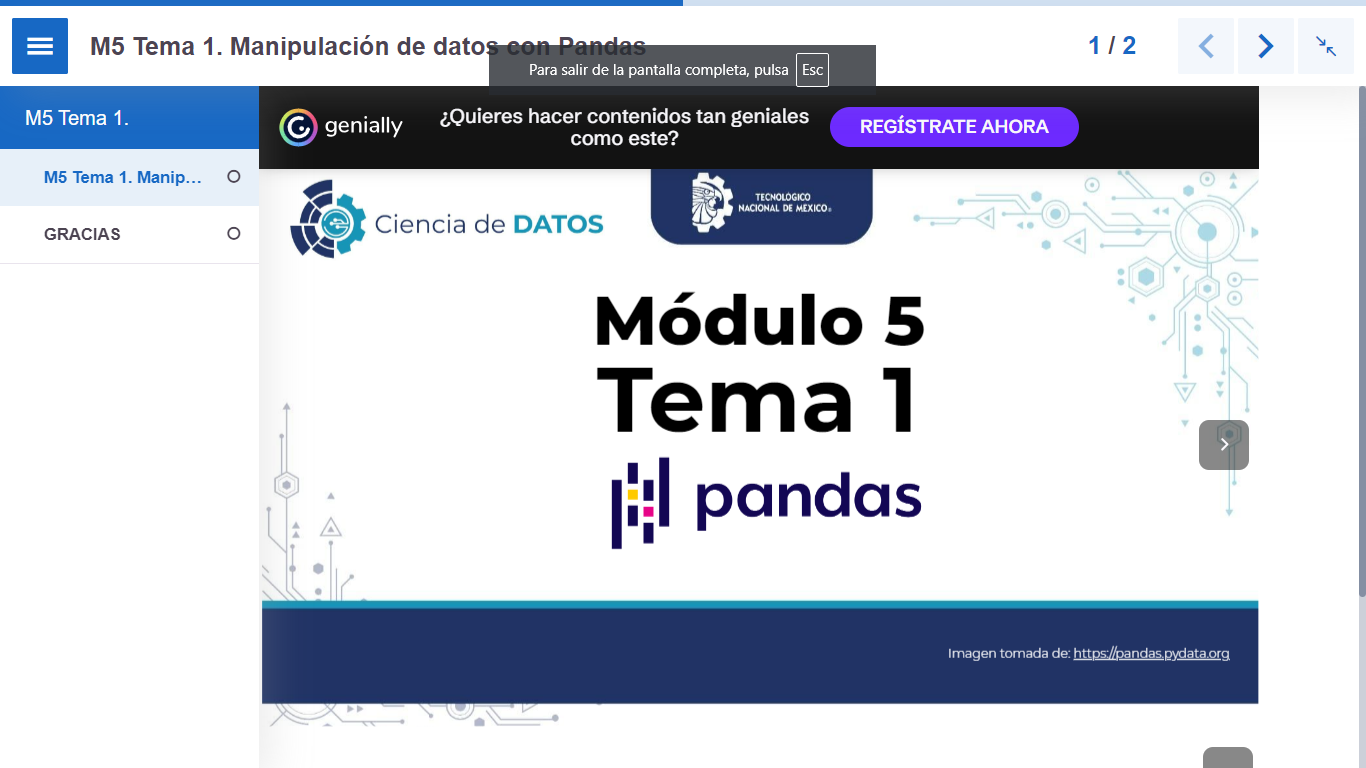 M5 Tema 1. Manipulación de datos con Pandas
1 / 2
Para salir de la pantalla completa, pulsa Esc
M5 Tema 1.
M5 Tema 1. Manip...
GRACIAS
genially
¿Quieres hacer contenidos tan geniales
como este?
REGÍSTRATE AHORA
Ciencia de DATOS
TECNOLÓGICO
NACIONAL DE MÉXICO®
Módulo 5
Tema 1
pandas
Imagen tomada de: https://pandas.pydata.org